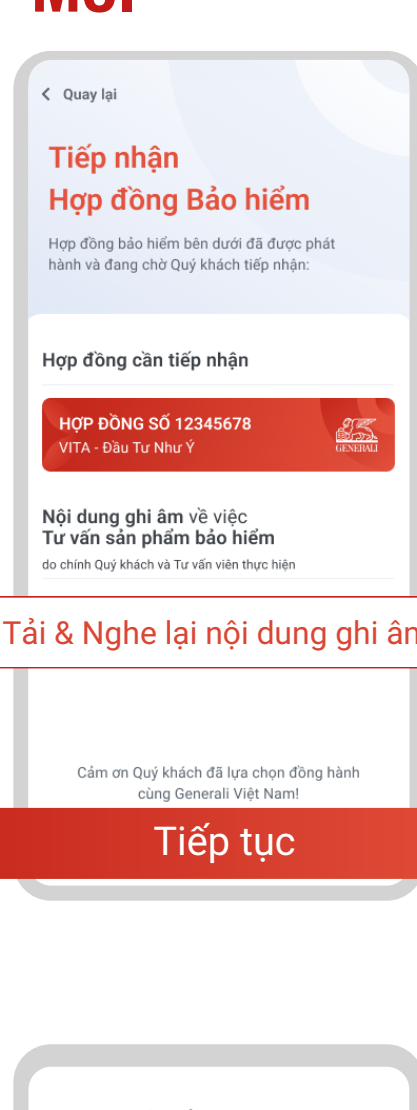 MỚI
Quay lại
Tiếp nhận
Hợp đồng Bảo hiểm
Hợp đồng bảo hiểm bên dưới đã được phát
hành và đang chờ Quý khách tiếp nhận:
Hợp đồng cần tiếp nhận
HỢP ĐỒNG SỐ 12345678
VITA - Đầu Tư Như Ý
GENERALI
Nội dung ghi âm về việc
Tư vấn sản phẩm bảo hiểm
do chính Quý khách và Tư vấn viên thực hiện
Tải & Nghe lại nội dung ghi âm
Cảm ơn Quý khách đã lựa chọn đồng hành
cùng Generali Việt Nam!
Tiếp tục